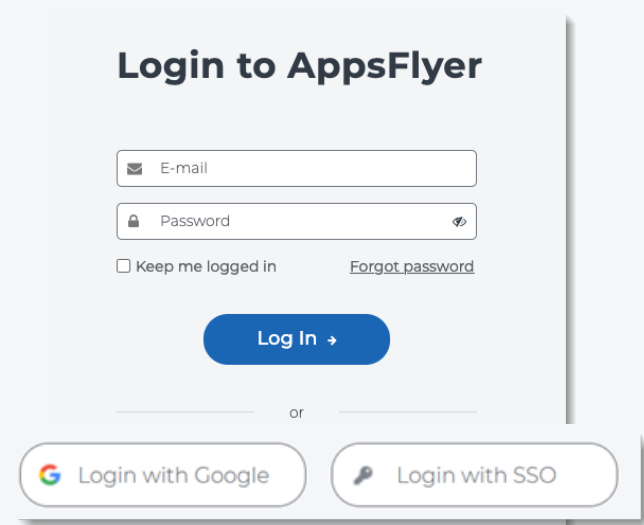 Login to AppsFlyer
E-mail
Password
Keep me logged in Forgot password
Log In
or
Login with Google Login with SSO